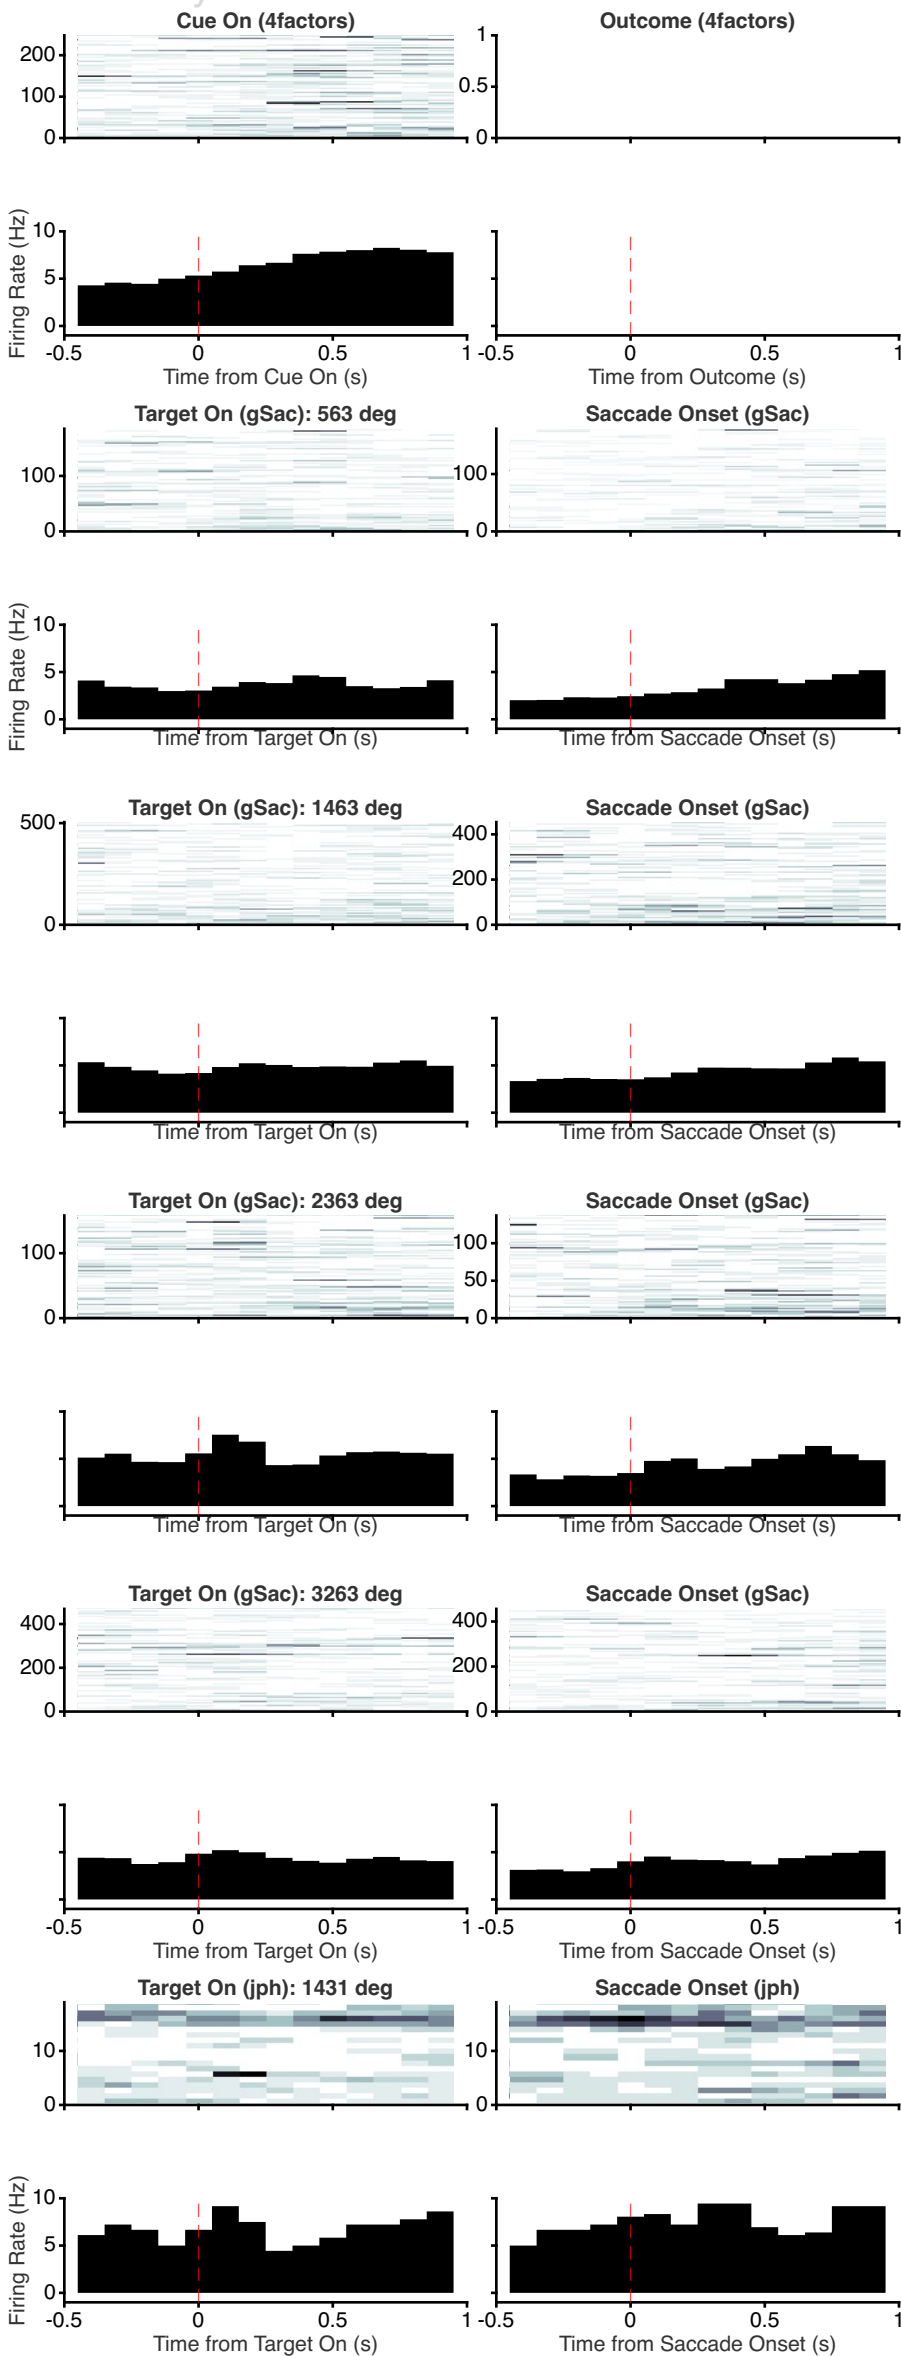 Cue On (4factors) Outcome (4factors)
200
100
0
1
0.5
0
Firing Rate (Hz)
10
5
0
-0.5 0 0.5 1 -0.5 0 0.5 1
Time from Cue On (s) Time from Outcome (s)
Target On (gSac): 563 deg Saccade Onset (gSac)
100
0
100
0
Firing Rate (Hz)
10
5
0
Time from Target On (s) Time from Saccade Onset (s)
Target On (gSac): 1463 deg Saccade Onset (gSac)
500
0
400
200
0
Time from Target On (s) Time from Saccade Onset (s)
Target On (gSac): 2363 deg Saccade Onset (gSac)
100
0
100
50
0
Time from Target On (s) Time from Saccade Onset (s)
Target On (gSac): 3263 deg Saccade Onset (gSac)
400
200
0
400
200
0
-0.5 0 0.5 1 -0.5 0 0.5 1
Time from Target On (s) Time from Saccade Onset (s)
Target On (jph): 1431 deg Saccade Onset (jph)
10
0
10
0
Firing Rate (Hz)
10
5
0
-0.5 0 0.5 1 -0.5 0 0.5 1
Time from Target On (s) Time from Saccade Onset (s)